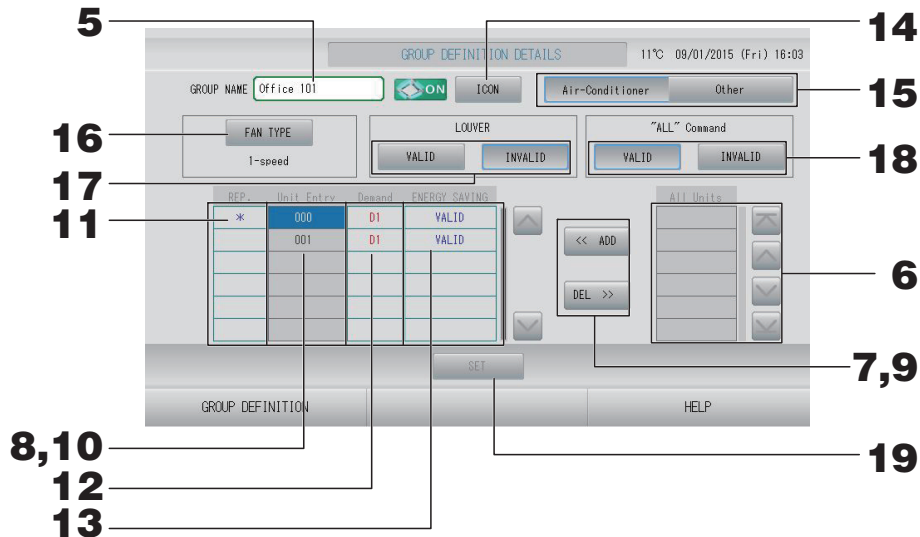 5
14
GROUP DEFINITION DETAILS 11°C 09/01/2015 (Fri) 16:03
GROUP NAME Office 101 ON ICON Air-Conditioner Other
15
16
FAN TYPE LOUVER "ALL" Command
1-speed VALID INVALID VALID INVALID
17
18
REP. Unit Entry Demand ENERGY SAVING All Units
11
* 000 D1 VALID
001 D1 VALID
<< ADD
6
DEL >>
SET
7,9
GROUP DEFINITION HELP
8,10
19
12
13